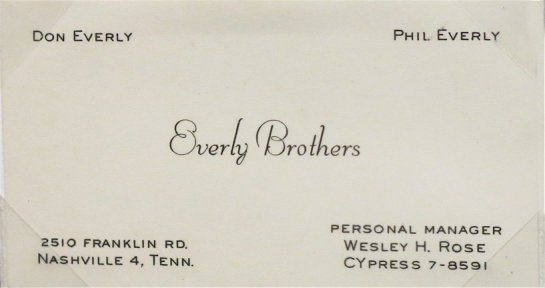 Don Everly
Phil Everly
Everly Brothers
2510 Franklin Rd.
Nashville 4, Tenn.
Personal Manager
Wesley H. Rose
CYpress 7-8591